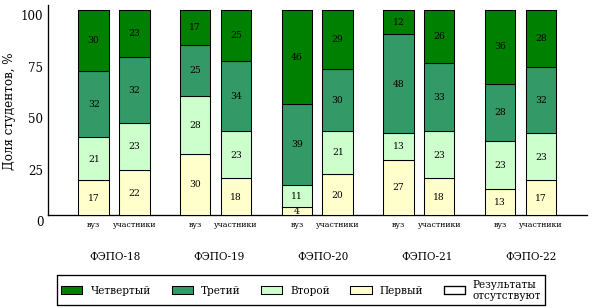 Доля студентов, %
100
75
50
25
0
30 23 17 25 46 29 12 26 36 28
32 32 25 34 39 30 48 33 28 32
21 23 28 23 11 21 13 23 23 23
17 22 30 18 4 20 27 18 13 17
вуз участники вуз участники вуз участники вуз участники вуз участники
ФЭПО-18 ФЭПО-19 ФЭПО-20 ФЭПО-21 ФЭПО-22
Четвертый Третий Второй Первый Результаты
отсутствуют